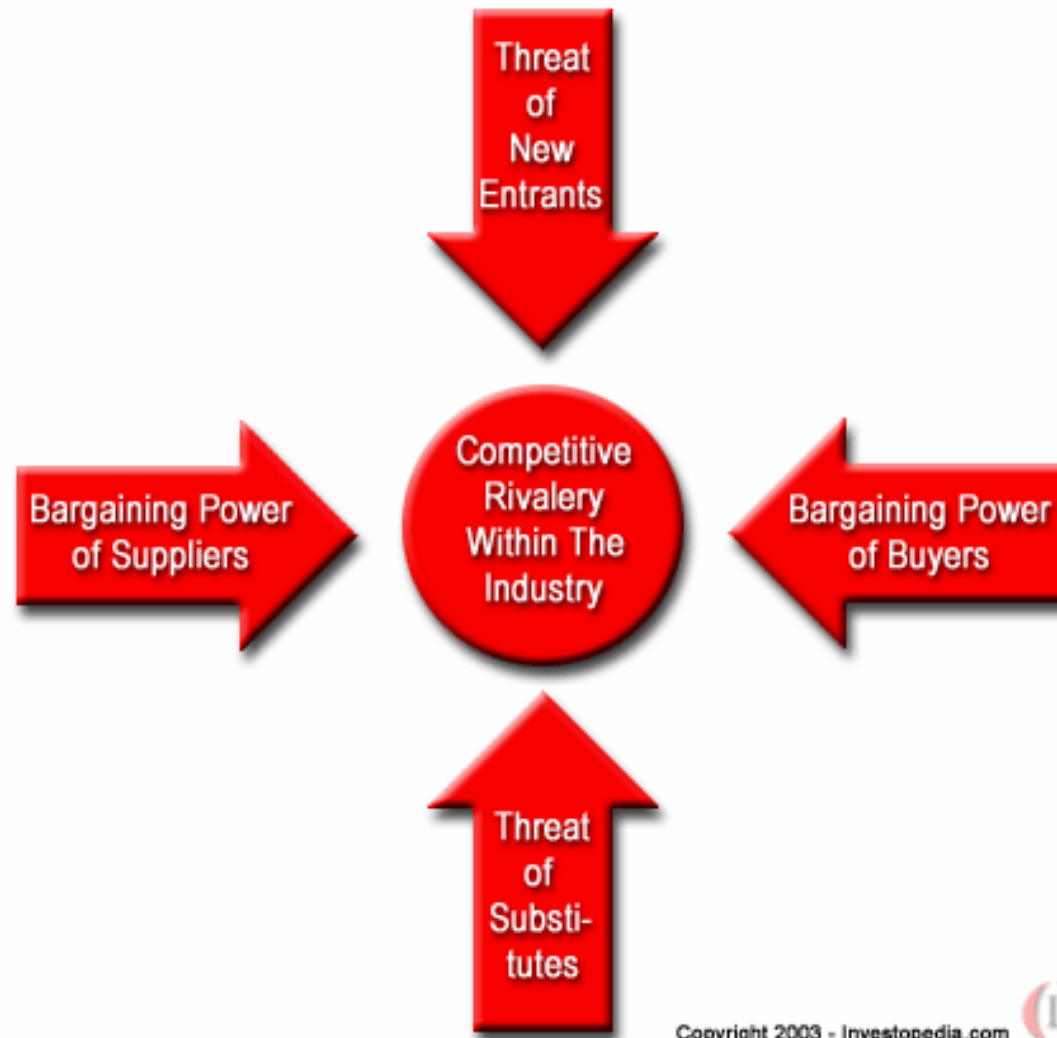 Threat
of
New
Entrants
Competitive
Rivalery
Within The
Industry
Bargaining Power
of Suppliers
Bargaining Power
of Buyers
Threat
of
Substi-
tutes
Copyright 2003 - Investopedia.com